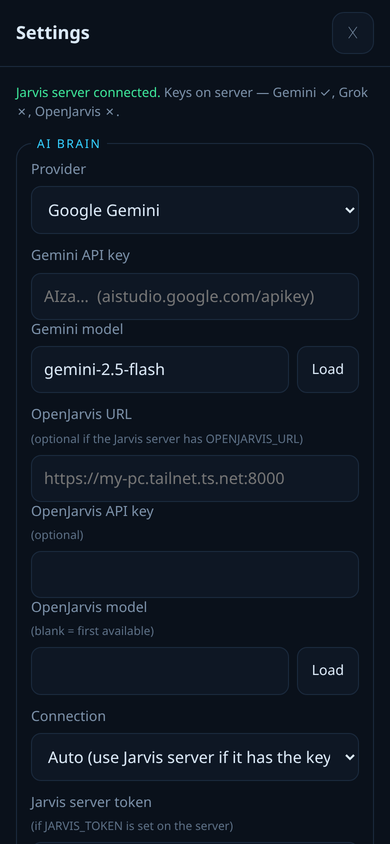 Settings
X
Jarvis server connected. Keys on server — Gemini ✓, Grok
✕, OpenJarvis ✕.
AI BRAIN
Provider
Google Gemini
Gemini API key
AIza… (aistudio.google.com/apikey)
Gemini model
gemini-2.5-flash
Load
OpenJarvis URL
(optional if the Jarvis server has OPENJARVIS_URL)
https://my-pc.tailnet.ts.net:8000
OpenJarvis API key
(optional)
OpenJarvis model
(blank = first available)
Load
Connection
Auto (use Jarvis server if it has the key
Jarvis server token
(if JARVIS_TOKEN is set on the server)